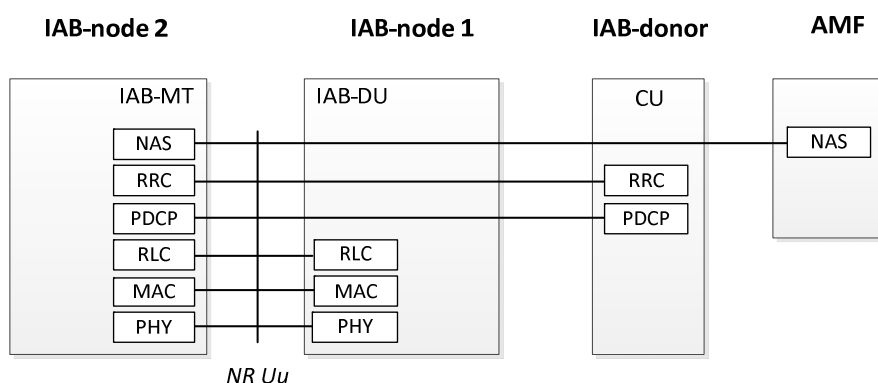 IAB-node 2 IAB-node 1 IAB-donor AMF
IAB-MT IAB-DU CU
NAS NAS
RRC RRC
PDCP PDCP
RLC RLC
MAC MAC
PHY PHY
NR Uu